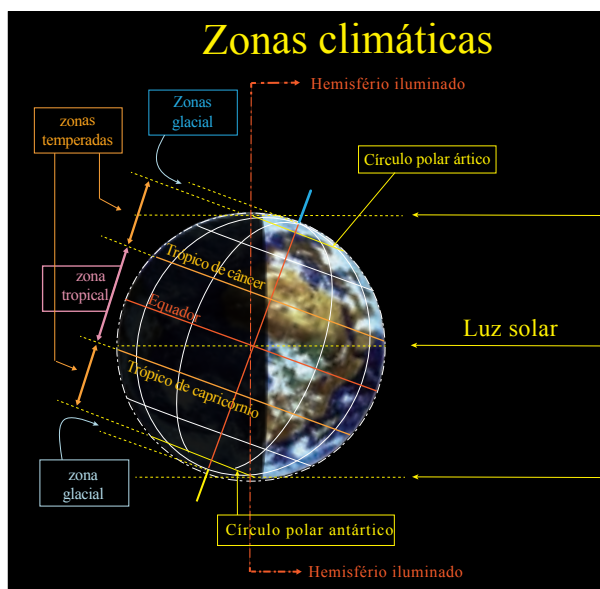 Zonas climáticas
Hemisfério iluminado
Zonas
glacial
zonas
temperadas
Círculo polar ártico
Trópico de câncer
zona
tropical
Equador
Luz solar
Trópico de capricórnio
zona
glacial
Círculo polar antártico
Hemisfério iluminado